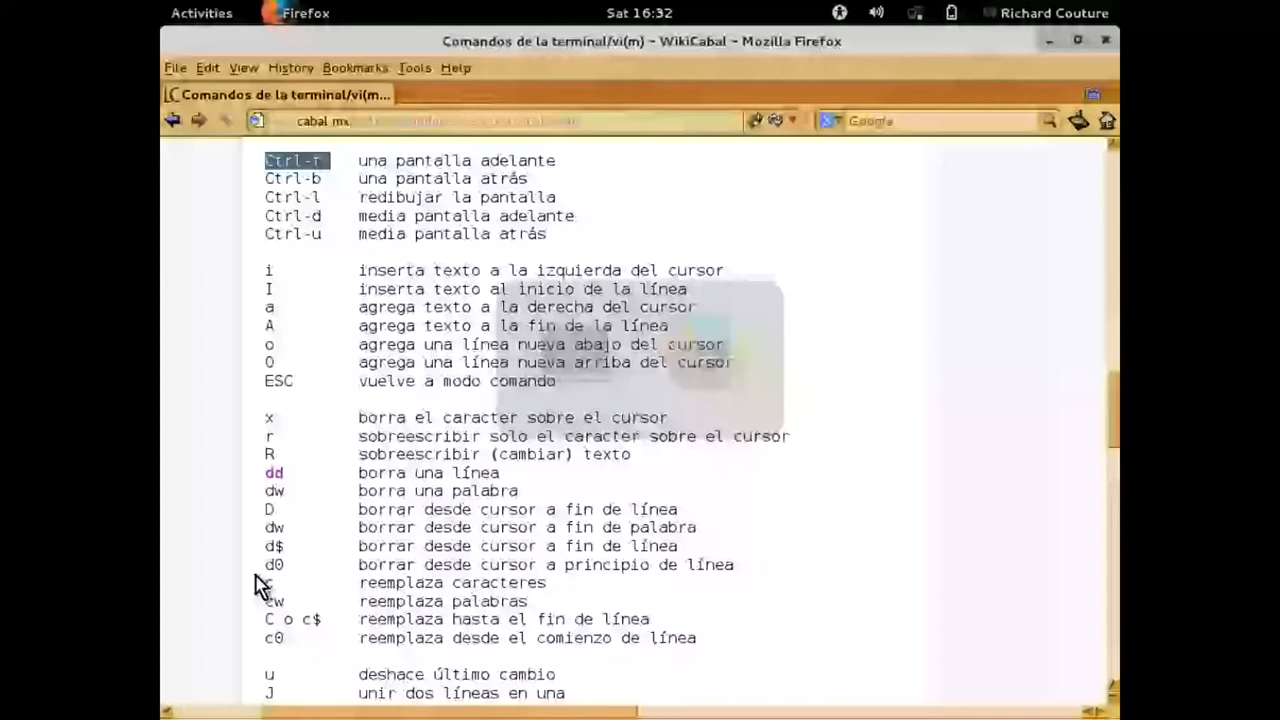 Activities Firefox Sat 16:32 Richard Couture
Comandos de la terminal/vi(m) - WikiCabal - Mozilla Firefox
File Edit View History Bookmarks Tools Help
Comandos de la terminal/vi(m...
cabal mx Google
Ctrl-f una pantalla adelante
Ctrl-b una pantalla atrás
Ctrl-l redibujar la pantalla
Ctrl-d media pantalla adelante
Ctrl-u media pantalla atrás
i inserta texto a la izquierda del cursor
I inserta texto al inicio de la línea
a agrega texto a la derecha del cursor
A agrega texto a la fin de la línea
o agrega una línea nueva abajo del cursor
O agrega una línea nueva arriba del cursor
ESC vuelve a modo comando
x borra el caracter sobre el cursor
r sobreescribir solo el caracter sobre el cursor
R sobreescribir (cambiar) texto
dd borra una línea
dw borra una palabra
D borrar desde cursor a fin de línea
dw borrar desde cursor a fin de palabra
d$ borrar desde cursor a fin de línea
d0 borrar desde cursor a principio de línea
c reemplaza caracteres
cw reemplaza palabras
C o c$ reemplaza hasta el fin de línea
c0 reemplaza desde el comienzo de línea
u deshace último cambio
J unir dos líneas en una